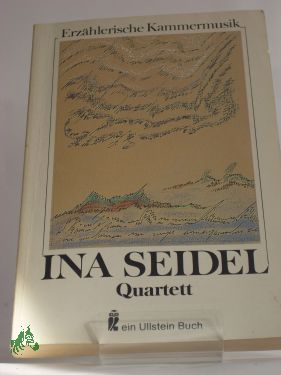 Erzählerische Kammermusik
INA SEIDEL
Quartett
ein Ullstein Buch